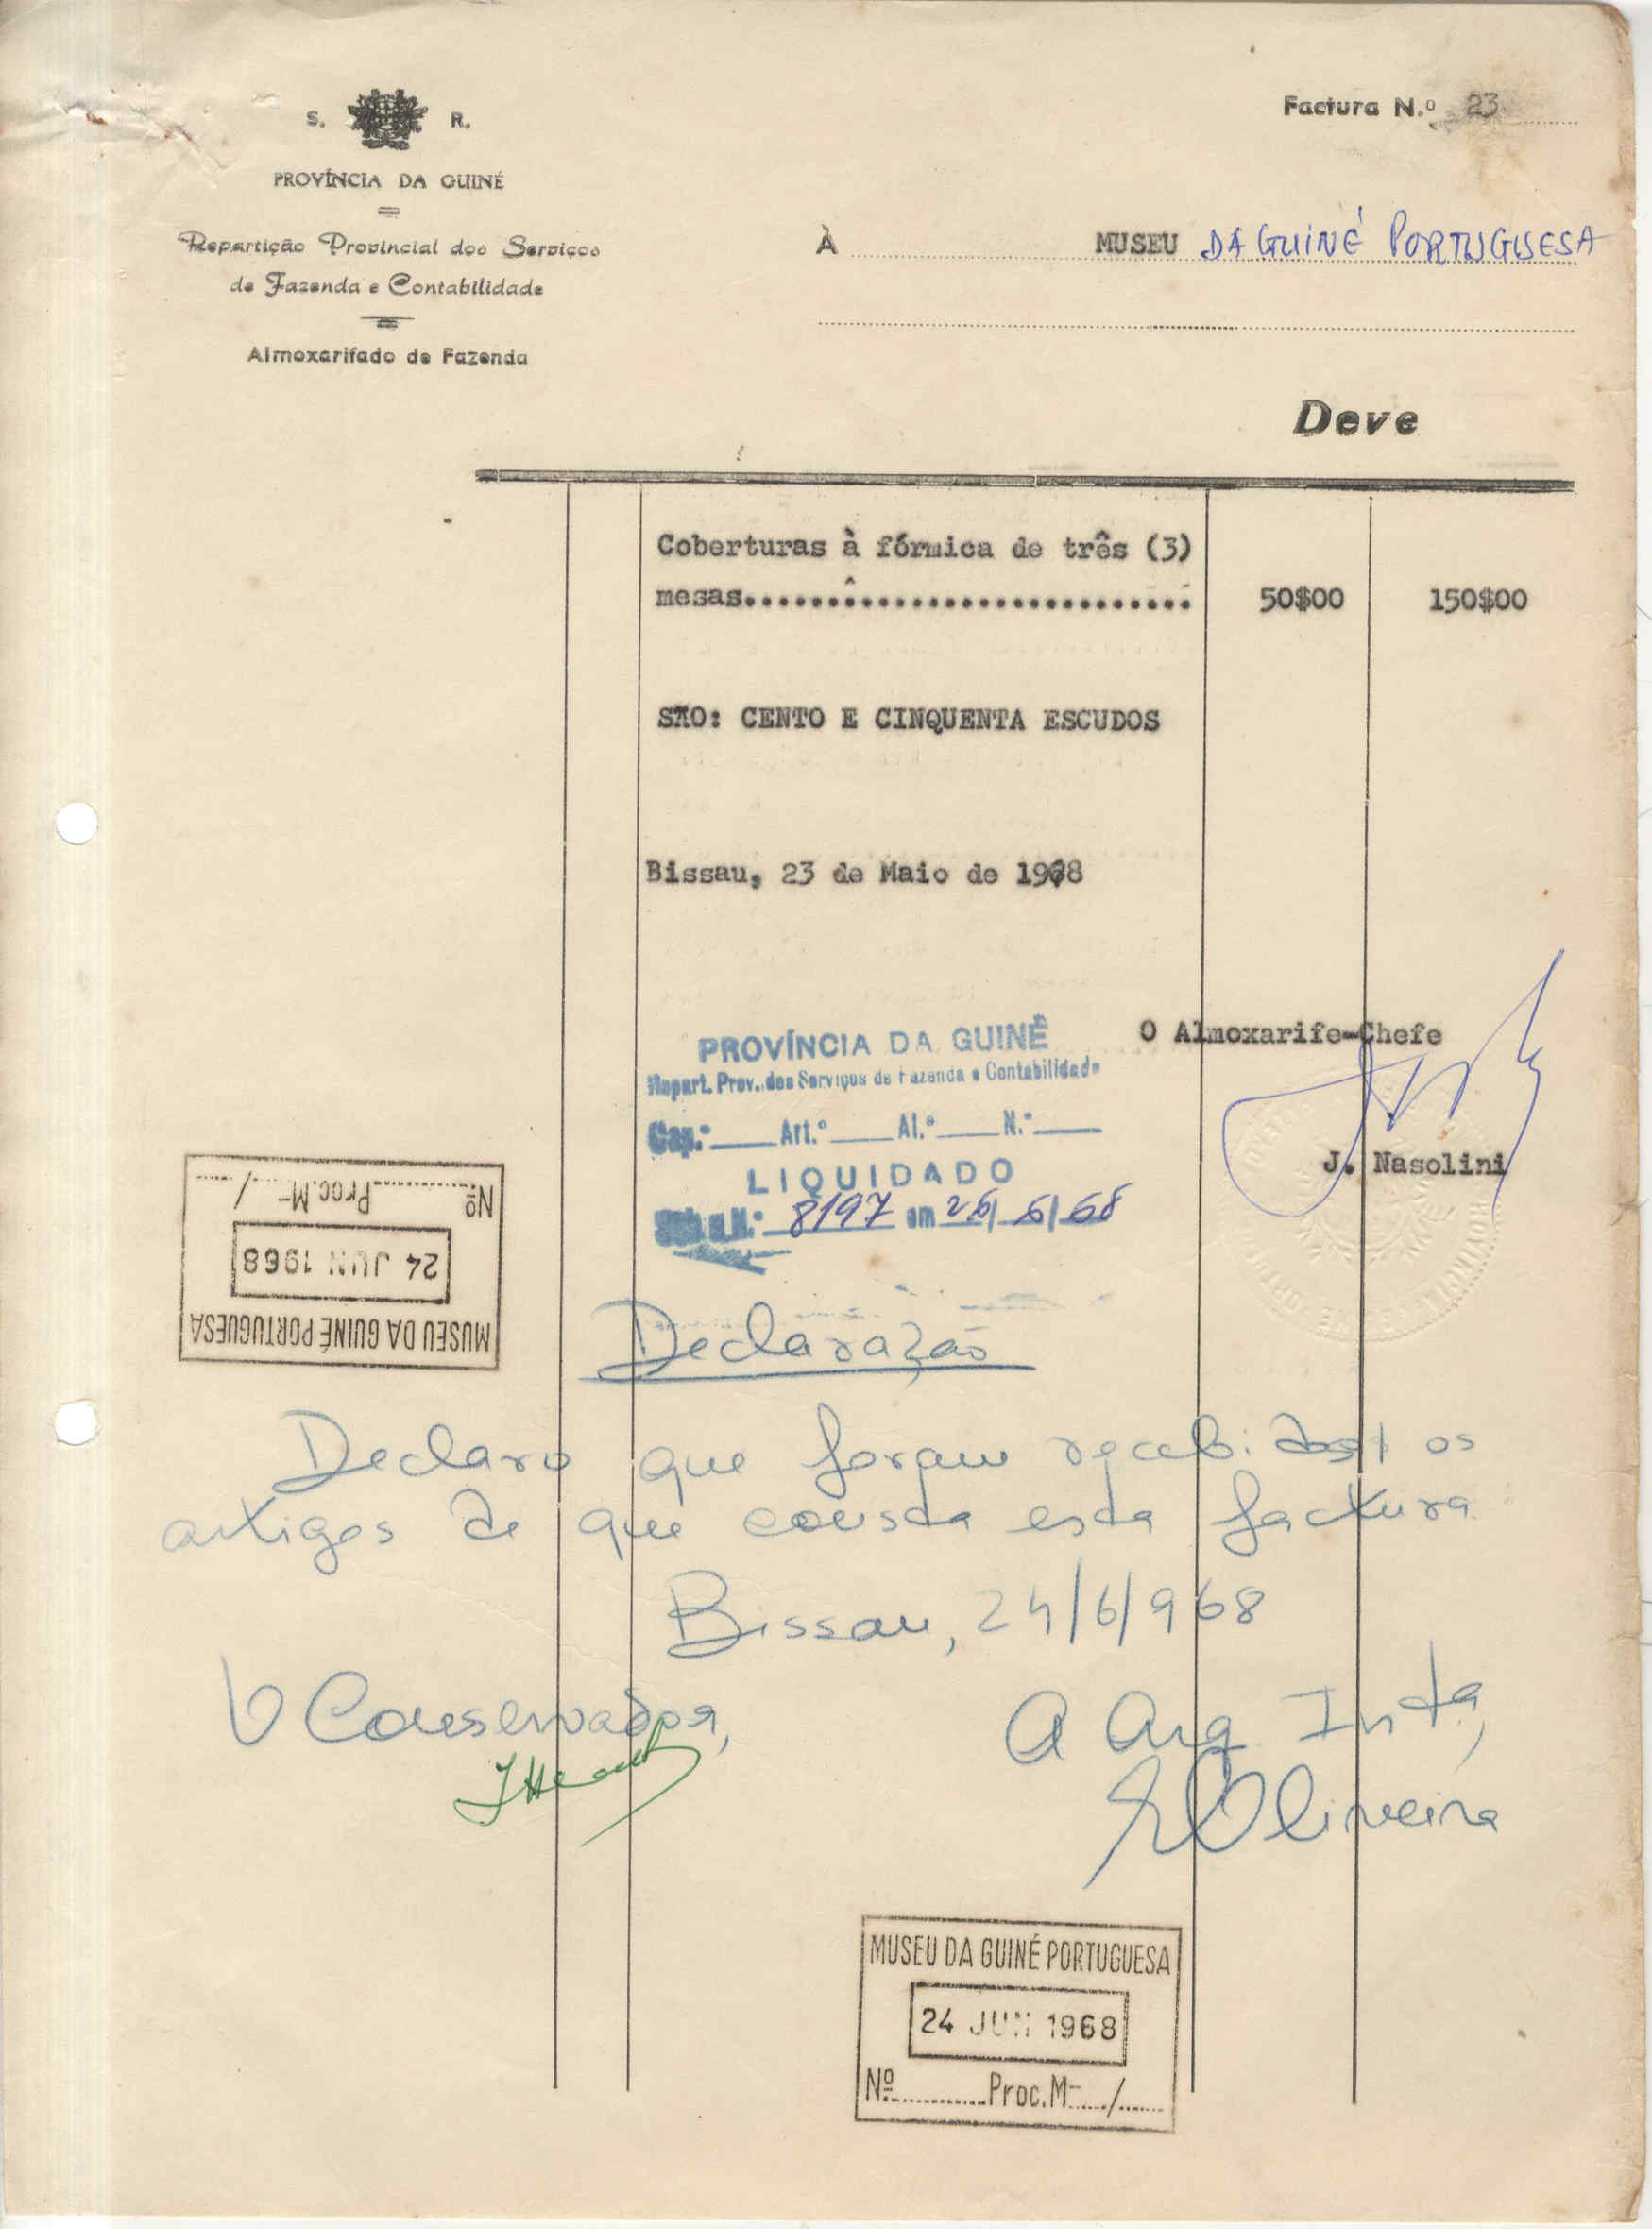 Factura N.º 23
S. R.
PROVÍNCIA DA GUINÉ
Repartição Provincial dos Serviços
de Fazenda e Contabilidade
Almoxarifado de Fazenda
À MUSEU DA GUINÉ PORTUGUESA
Deve
Coberturas à fórmica de três (3)
mesas.............................. 50$00 150$00
SÃO: CENTO E CINQUENTA ESCUDOS
Bissau, 23 de Maio de 1968
O Almoxarife-Chefe
J. Nasolini
PROVÍNCIA DA GUINÉ
Repart. Prov. dos Serviços de Fazenda e Contabilidade
Cap.º Art.º Al.ª N.º
LIQUIDADO
8197 em 26/6/68
MUSEU DA GUINÉ PORTUGUESA
24 JUN 1968
Nº Proc. M- /
Declaração
Declaro que foram recebidos os
artigos de que consta esta factura
Bissau, 24/6/968
O Conservador,
A Arq. Intª,
Oliveira
MUSEU DA GUINÉ PORTUGUESA
24 JUN 1968
Nº Proc. M- /